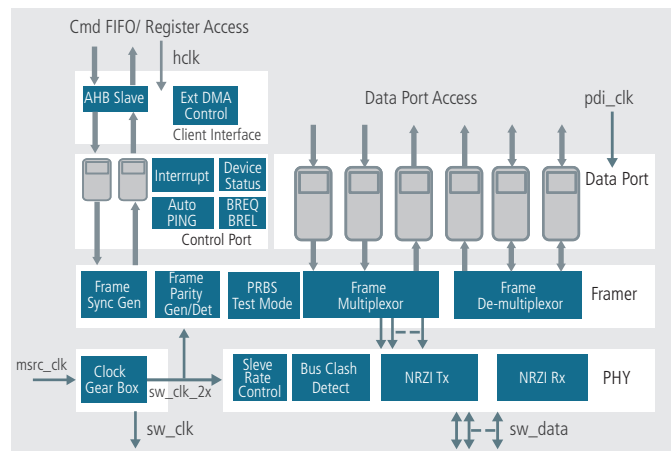 Cmd FIFO/ Register Access
hclk
AHB Slave
Ext DMA
Control
Client Interface
Data Port Access
pdi_clk
Interrrupt
Device
Status
Auto
PING
BREQ
BREL
Control Port
Data Port
Frame
Sync Gen
Frame
Parity
Gen/Det
PRBS
Test Mode
Frame
Multiplexor
Frame
De-multiplexor
Framer
msrc_clk
Clock
Gear Box
sw_clk_2x
Sleve
Rate
Control
Bus Clash
Detect
NRZI Tx
NRZI Rx
PHY
sw_clk
sw_data